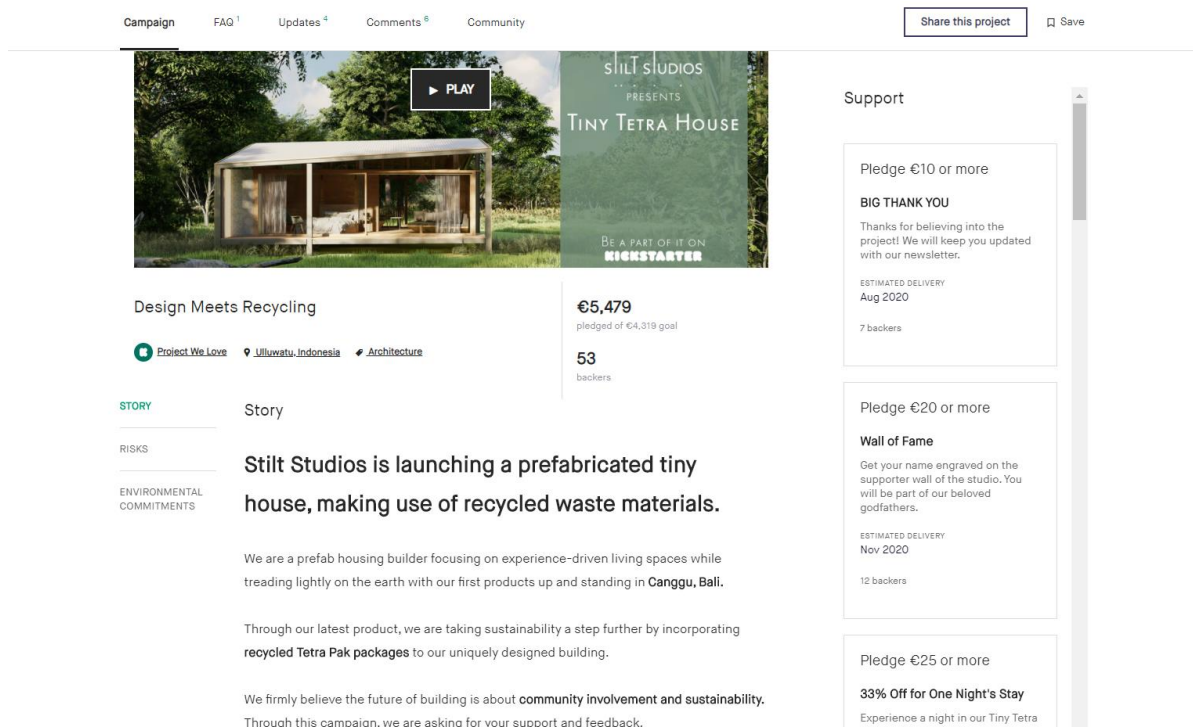 Campaign
FAQ 1
Updates 4
Comments 6
Community
Share this project
Save
PLAY
STILT STUDIOS
PRESENTS
TINY TETRA HOUSE
BE A PART OF IT ON
KICKSTARTER
Design Meets Recycling
Project We Love
Ulluwatu, Indonesia
Architecture
€5,479
pledged of €4,319 goal
53
backers
STORY
RISKS
ENVIRONMENTAL
COMMITMENTS
Story
Stilt Studios is launching a prefabricated tiny
house, making use of recycled waste materials.
We are a prefab housing builder focusing on experience-driven living spaces while
treading lightly on the earth with our first products up and standing in Canggu, Bali.
Through our latest product, we are taking sustainability a step further by incorporating
recycled Tetra Pak packages to our uniquely designed building.
We firmly believe the future of building is about community involvement and sustainability.
Through this campaign, we are asking for your support and feedback.
Support
Pledge €10 or more
BIG THANK YOU
Thanks for believing into the
project! We will keep you updated
with our newsletter.
ESTIMATED DELIVERY
Aug 2020
7 backers
Pledge €20 or more
Wall of Fame
Get your name engraved on the
supporter wall of the studio. You
will be part of our beloved
godfathers.
ESTIMATED DELIVERY
Nov 2020
12 backers
Pledge €25 or more
33% Off for One Night's Stay
Experience a night in our Tiny Tetra